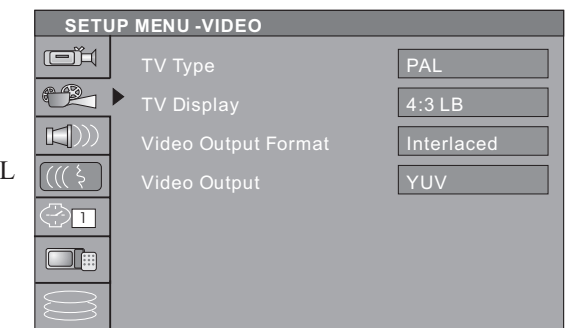 SETUP MENU -VIDEO
TV Type PAL
TV Display 4:3 LB
Video Output Format Interlaced
L
Video Output YUV
1